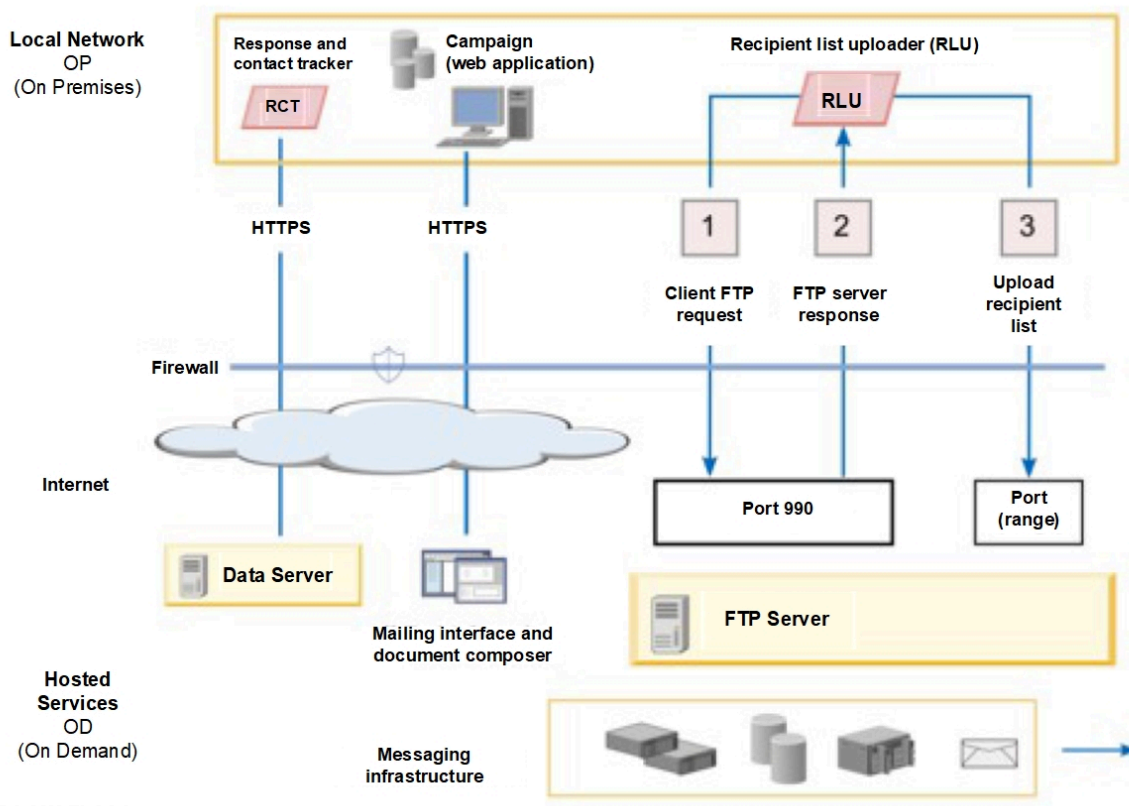 Local Network
OP
(On Premises)
Response and
contact tracker
RCT
Campaign
(web application)
Recipient list uploader (RLU)
RLU
HTTPS
HTTPS
1
2
3
Client FTP
request
FTP server
response
Upload
recipient
list
Firewall
Internet
Port 990
Port
(range)
Data Server
Mailing interface and
document composer
FTP Server
Hosted
Services
OD
(On Demand)
Messaging
infrastructure